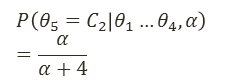 P(θ₅ = C₂|θ₁ ...θ₄, α)
= α / (α + 4)